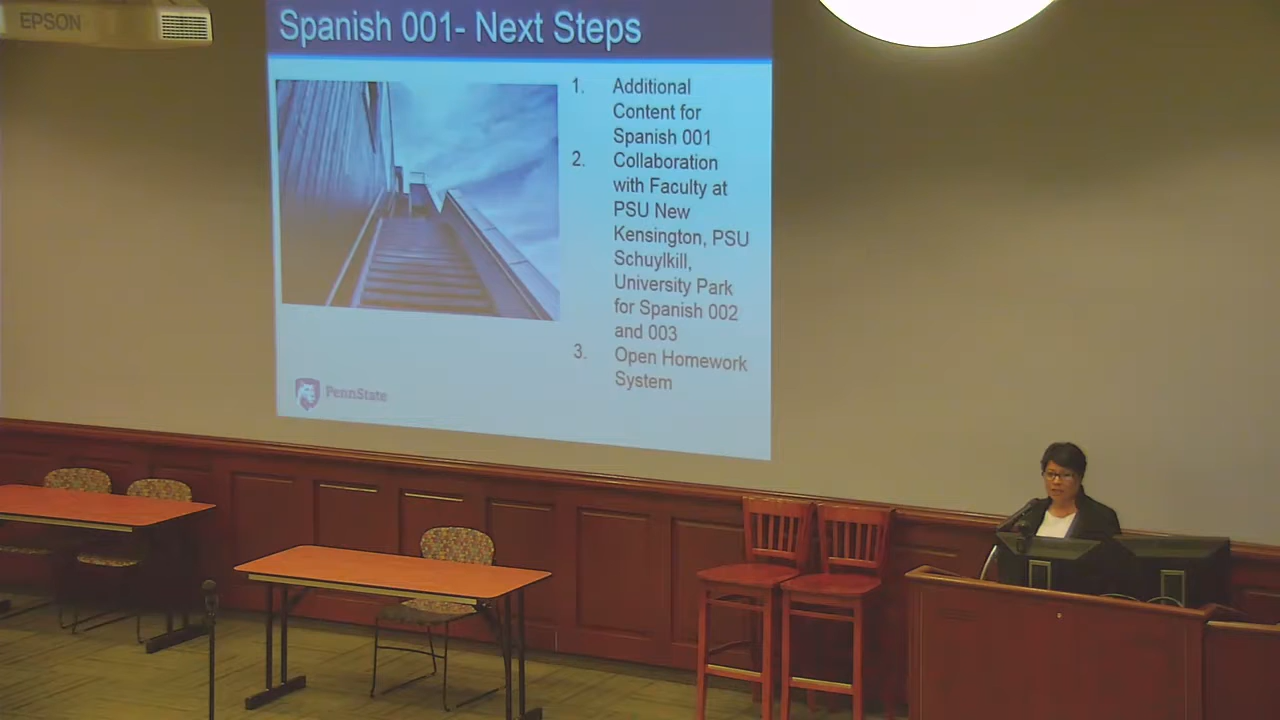 EPSON
Spanish 001- Next Steps
1. Additional
Content for
Spanish 001
2. Collaboration
with Faculty at
PSU New
Kensington, PSU
Schuylkill,
University Park
for Spanish 002
and 003
3. Open Homework
System
PennState